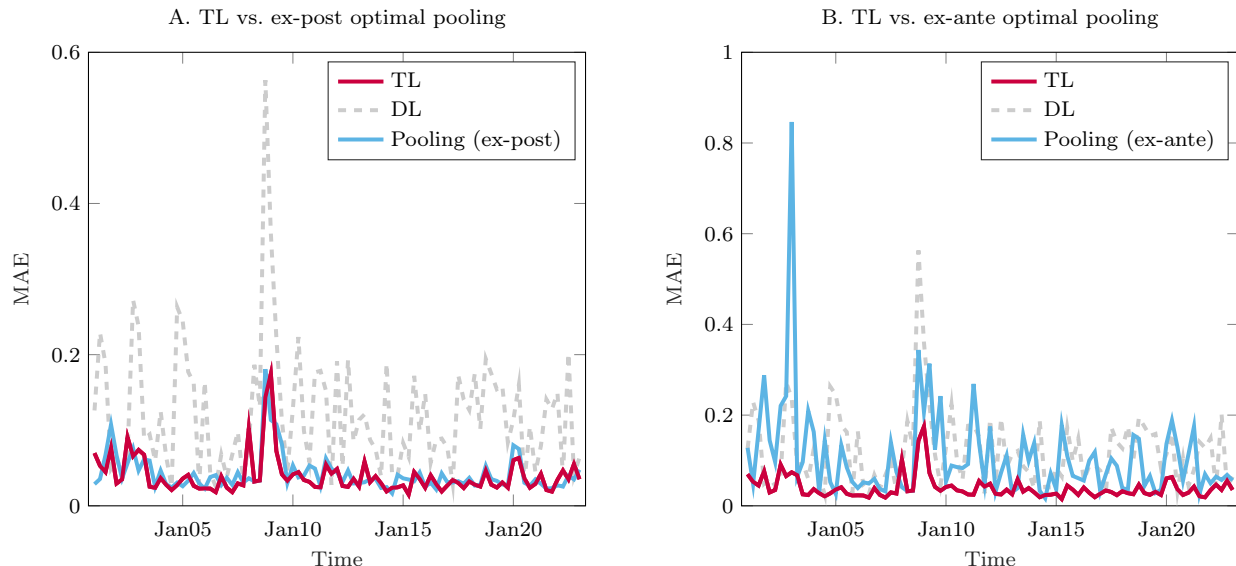 A. TL vs. ex-post optimal pooling
0.6
0.4
0.2
0
MAE
TL
DL
Pooling (ex-post)
Jan05
Jan10
Jan15
Jan20
Time
B. TL vs. ex-ante optimal pooling
1
0.8
0.6
0.4
0.2
0
MAE
TL
DL
Pooling (ex-ante)
Jan05
Jan10
Jan15
Jan20
Time